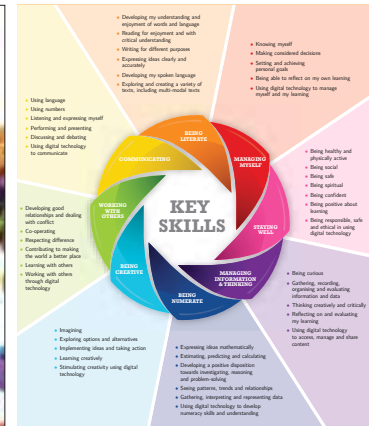 Developing my understanding and
enjoyment of words and language
Reading for enjoyment and with
critical understanding
Writing for different purposes
Expressing ideas clearly and
accurately
Developing my spoken language
Exploring and creating a variety of
texts, including multi-modal texts
Knowing myself
Making considered decisions
Setting and achieving
personal goals
Being able to reflect on my own learning
Using digital technology to manage
myself and my learning
Using language
Using numbers
Listening and expressing myself
Performing and presenting
Discussing and debating
Using digital technology
to communicate
BEING
LITERATE
MANAGING
MYSELF
COMMUNICATING
Being healthy and
physically active
Being social
Being safe
Being spiritual
Being confident
Being positive about
learning
Being responsible, safe
and ethical in using
digital technology
KEY
SKILLS
WORKING
WITH
OTHERS
STAYING
WELL
Developing good
relationships and dealing
with conflict
Co-operating
Respecting difference
Contributing to making
the world a better place
Learning with others
Working with others
through digital
technology
BEING
CREATIVE
MANAGING
INFORMATION
& THINKING
BEING
NUMERATE
Being curious
Gathering, recording,
organising and evaluating
information and data
Thinking creatively and critically
Reflecting on and evaluating
my learning
Using digital technology
to access, manage and share
content
Imagining
Exploring options and alternatives
Implementing ideas and taking action
Learning creatively
Stimulating creativity using digital
technology
Expressing ideas mathematically
Estimating, predicting and calculating
Developing a positive disposition
towards investigating, reasoning
and problem-solving
Seeing patterns, trends and relationships
Gathering, interpreting and representing data
Using digital technology to develop
numeracy skills and understanding